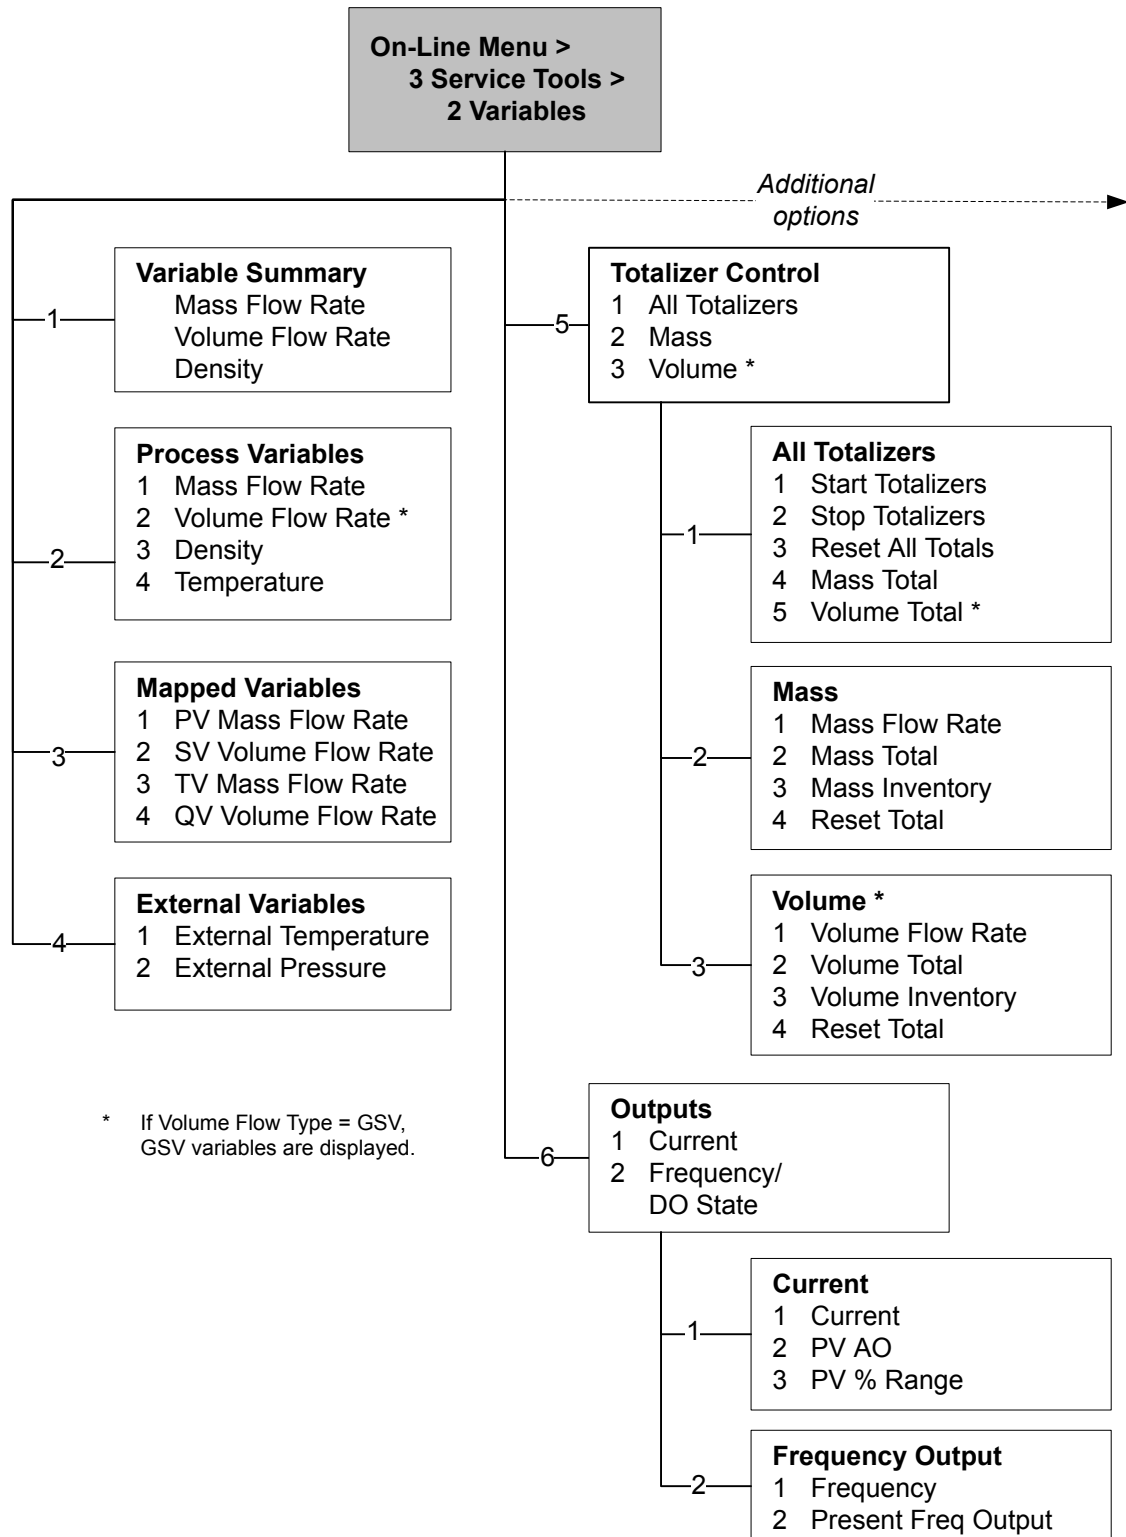 On-Line Menu >
3 Service Tools >
2 Variables
Additional
options
1
Variable Summary
Mass Flow Rate
Volume Flow Rate
Density
2
Process Variables
1 Mass Flow Rate
2 Volume Flow Rate *
3 Density
4 Temperature
3
Mapped Variables
1 PV Mass Flow Rate
2 SV Volume Flow Rate
3 TV Mass Flow Rate
4 QV Volume Flow Rate
4
External Variables
1 External Temperature
2 External Pressure
* If Volume Flow Type = GSV,
GSV variables are displayed.
5
Totalizer Control
1 All Totalizers
2 Mass
3 Volume *
1
All Totalizers
1 Start Totalizers
2 Stop Totalizers
3 Reset All Totals
4 Mass Total
5 Volume Total *
2
Mass
1 Mass Flow Rate
2 Mass Total
3 Mass Inventory
4 Reset Total
3
Volume *
1 Volume Flow Rate
2 Volume Total
3 Volume Inventory
4 Reset Total
6
Outputs
1 Current
2 Frequency/
DO State
1
Current
1 Current
2 PV AO
3 PV % Range
2
Frequency Output
1 Frequency
2 Present Freq Output